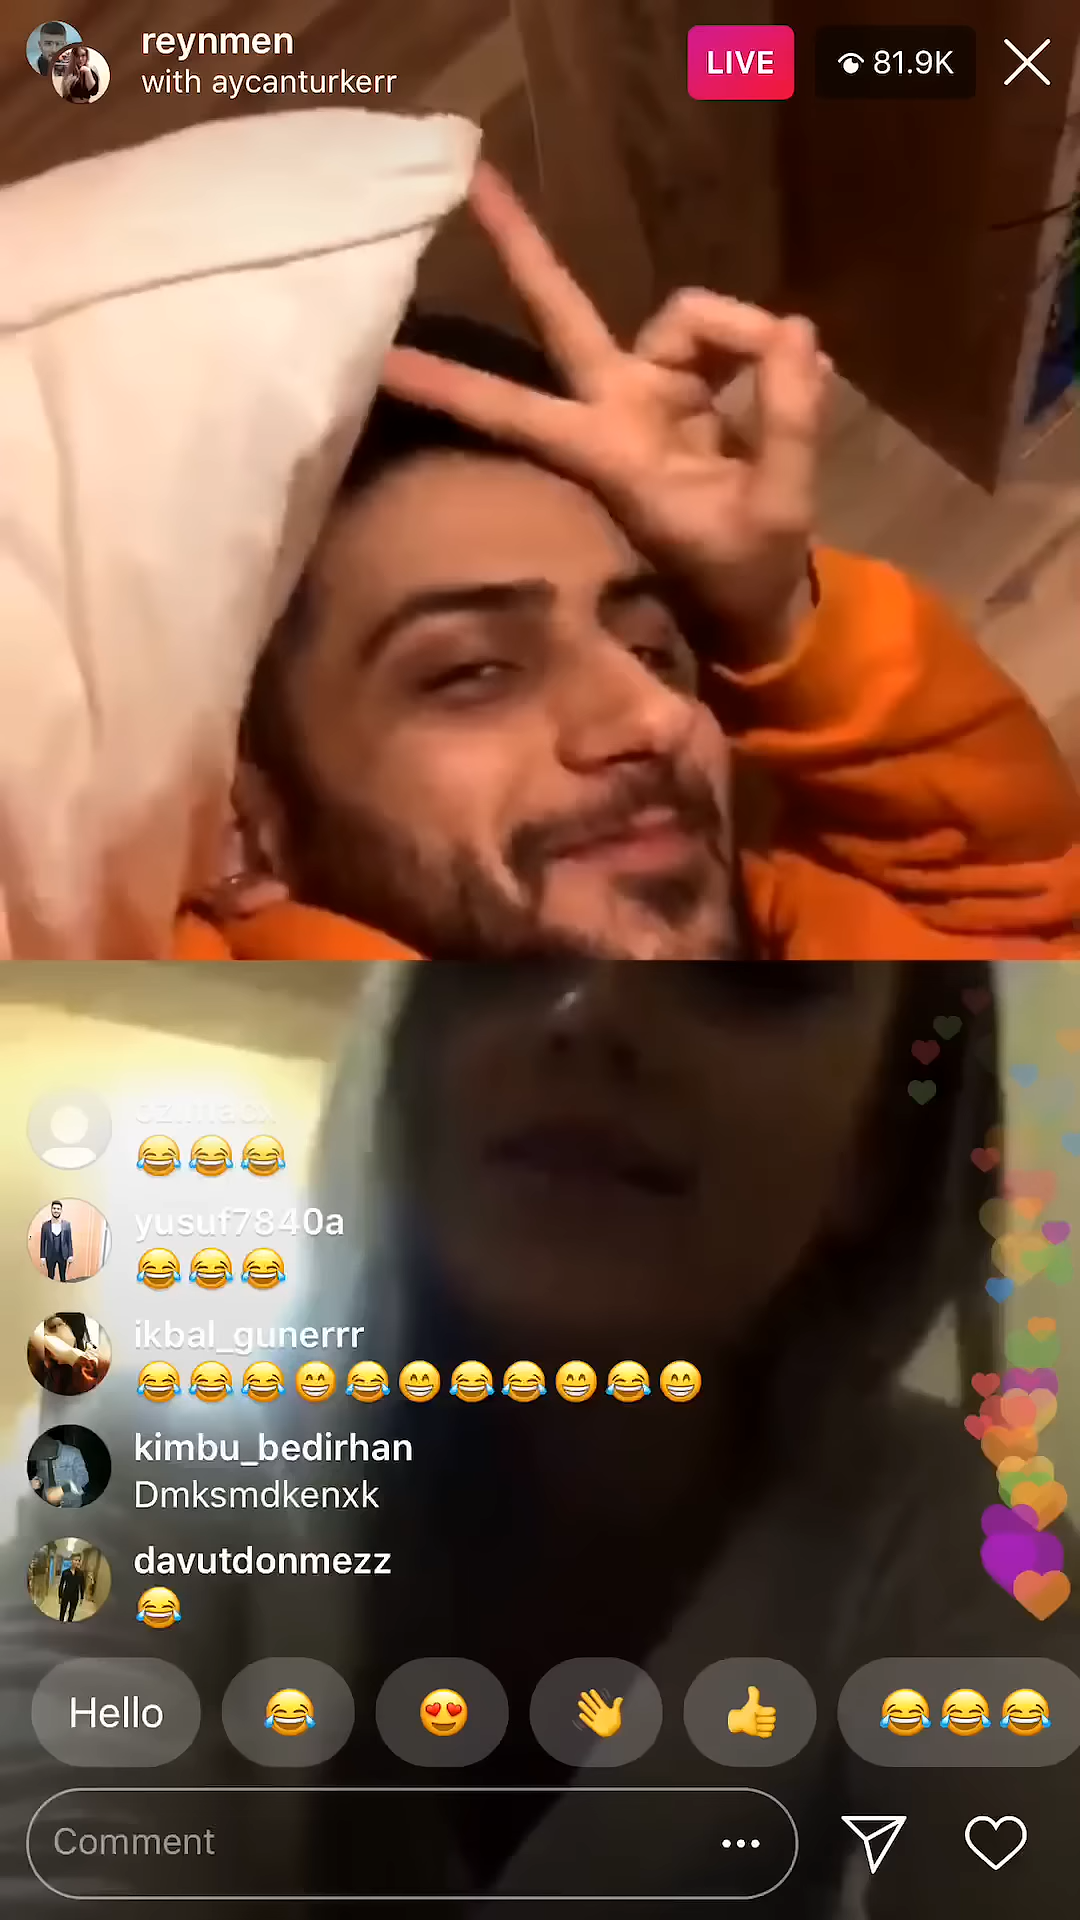 reynmen
with aycanturkerr
LIVE
81.9K
😂😂😂
yusuf7840a
😂😂😂
ikbal_gunerrr
😂😂😂😁😂😁😂😂😁😂😁
kimbu_bedirhan
Dmksmdkenxk
davutdonmezz
😂
Hello 😂 😍 👋 👍 😂😂😂
Comment